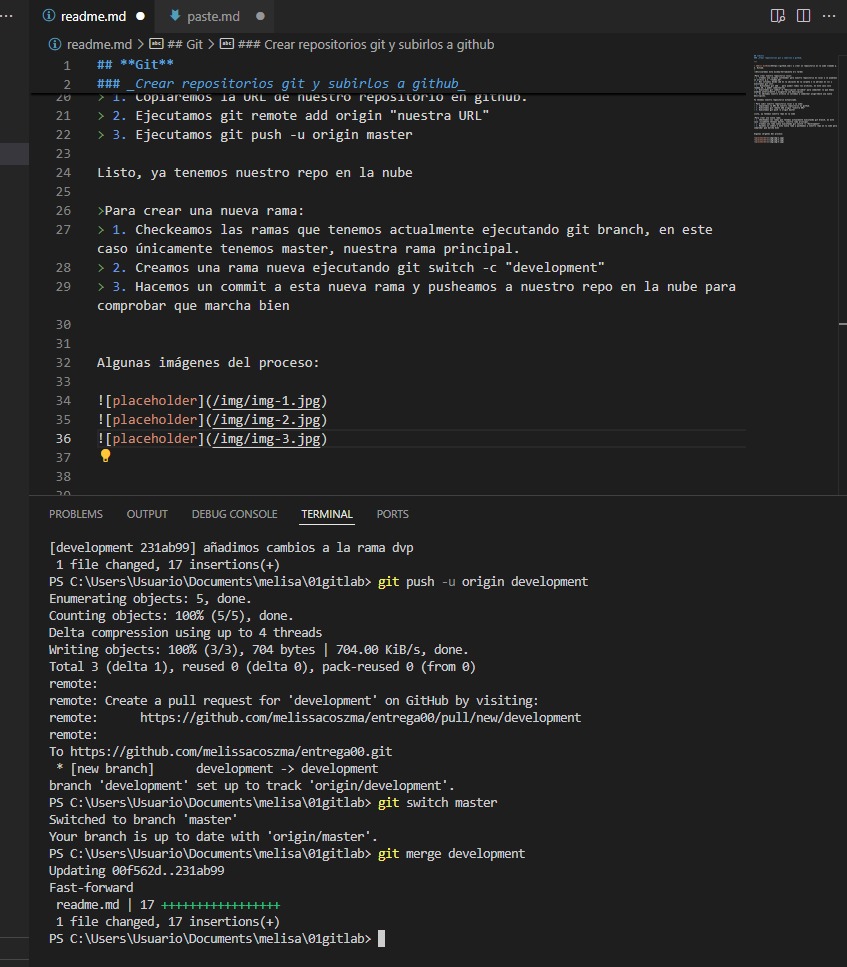 readme.md
paste.md
readme.md > ## Git > ### Crear repositorios git y subirlos a github
1 ## **Git**
2 ### _Crear repositorios git y subirlos a github_
20 > 1. Copiaremos la URL de nuestro repositorio en github.
21 > 2. Ejecutamos git remote add origin "nuestra URL"
22 > 3. Ejecutamos git push -u origin master
23
24 Listo, ya tenemos nuestro repo en la nube
25
26 >Para crear una nueva rama:
27 > 1. Checkeamos las ramas que tenemos actualmente ejecutando git branch, en este
caso únicamente tenemos master, nuestra rama principal.
28 > 2. Creamos una rama nueva ejecutando git switch -c "development"
29 > 3. Hacemos un commit a esta nueva rama y pusheamos a nuestro repo en la nube para
comprobar que marcha bien
30
31
32 Algunas imágenes del proceso:
33
34 ![placeholder](/img/img-1.jpg)
35 ![placeholder](/img/img-2.jpg)
36 ![placeholder](/img/img-3.jpg)
37
38
39
PROBLEMS OUTPUT DEBUG CONSOLE TERMINAL PORTS
[development 231ab99] añadimos cambios a la rama dvp
1 file changed, 17 insertions(+)
PS C:\Users\Usuario\Documents\melisa\01gitlab> git push -u origin development
Enumerating objects: 5, done.
Counting objects: 100% (5/5), done.
Delta compression using up to 4 threads
Writing objects: 100% (3/3), 704 bytes | 704.00 KiB/s, done.
Total 3 (delta 1), reused 0 (delta 0), pack-reused 0 (from 0)
remote:
remote: Create a pull request for 'development' on GitHub by visiting:
remote: https://github.com/melissacoszma/entrega00/pull/new/development
remote:
To https://github.com/melissacoszma/entrega00.git
* [new branch] development -> development
branch 'development' set up to track 'origin/development'.
PS C:\Users\Usuario\Documents\melisa\01gitlab> git switch master
Switched to branch 'master'
Your branch is up to date with 'origin/master'.
PS C:\Users\Usuario\Documents\melisa\01gitlab> git merge development
Updating 00f562d..231ab99
Fast-forward
readme.md | 17 +++++++++++++++++
1 file changed, 17 insertions(+)
PS C:\Users\Usuario\Documents\melisa\01gitlab>